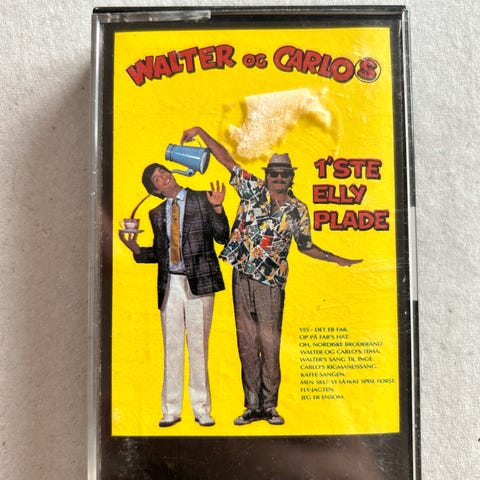 WALTER OG CARLOS
1'STE
ELLY
PLADE
YES - DET ER FAR.
OP PÅ FAR'S HAT.
OH, NORDISKE BRODERÅND
WALTER OG CARLO'S TEMA.
WALTER'S SANG TIL INGE.
CARLO'S RIGMANDSSANG.
KAFFE-SANGEN.
MEN SKU' VI SÅ IKKE SPISE FØRST.
FLY-JAGTEN.
JEG ER ENSOM.